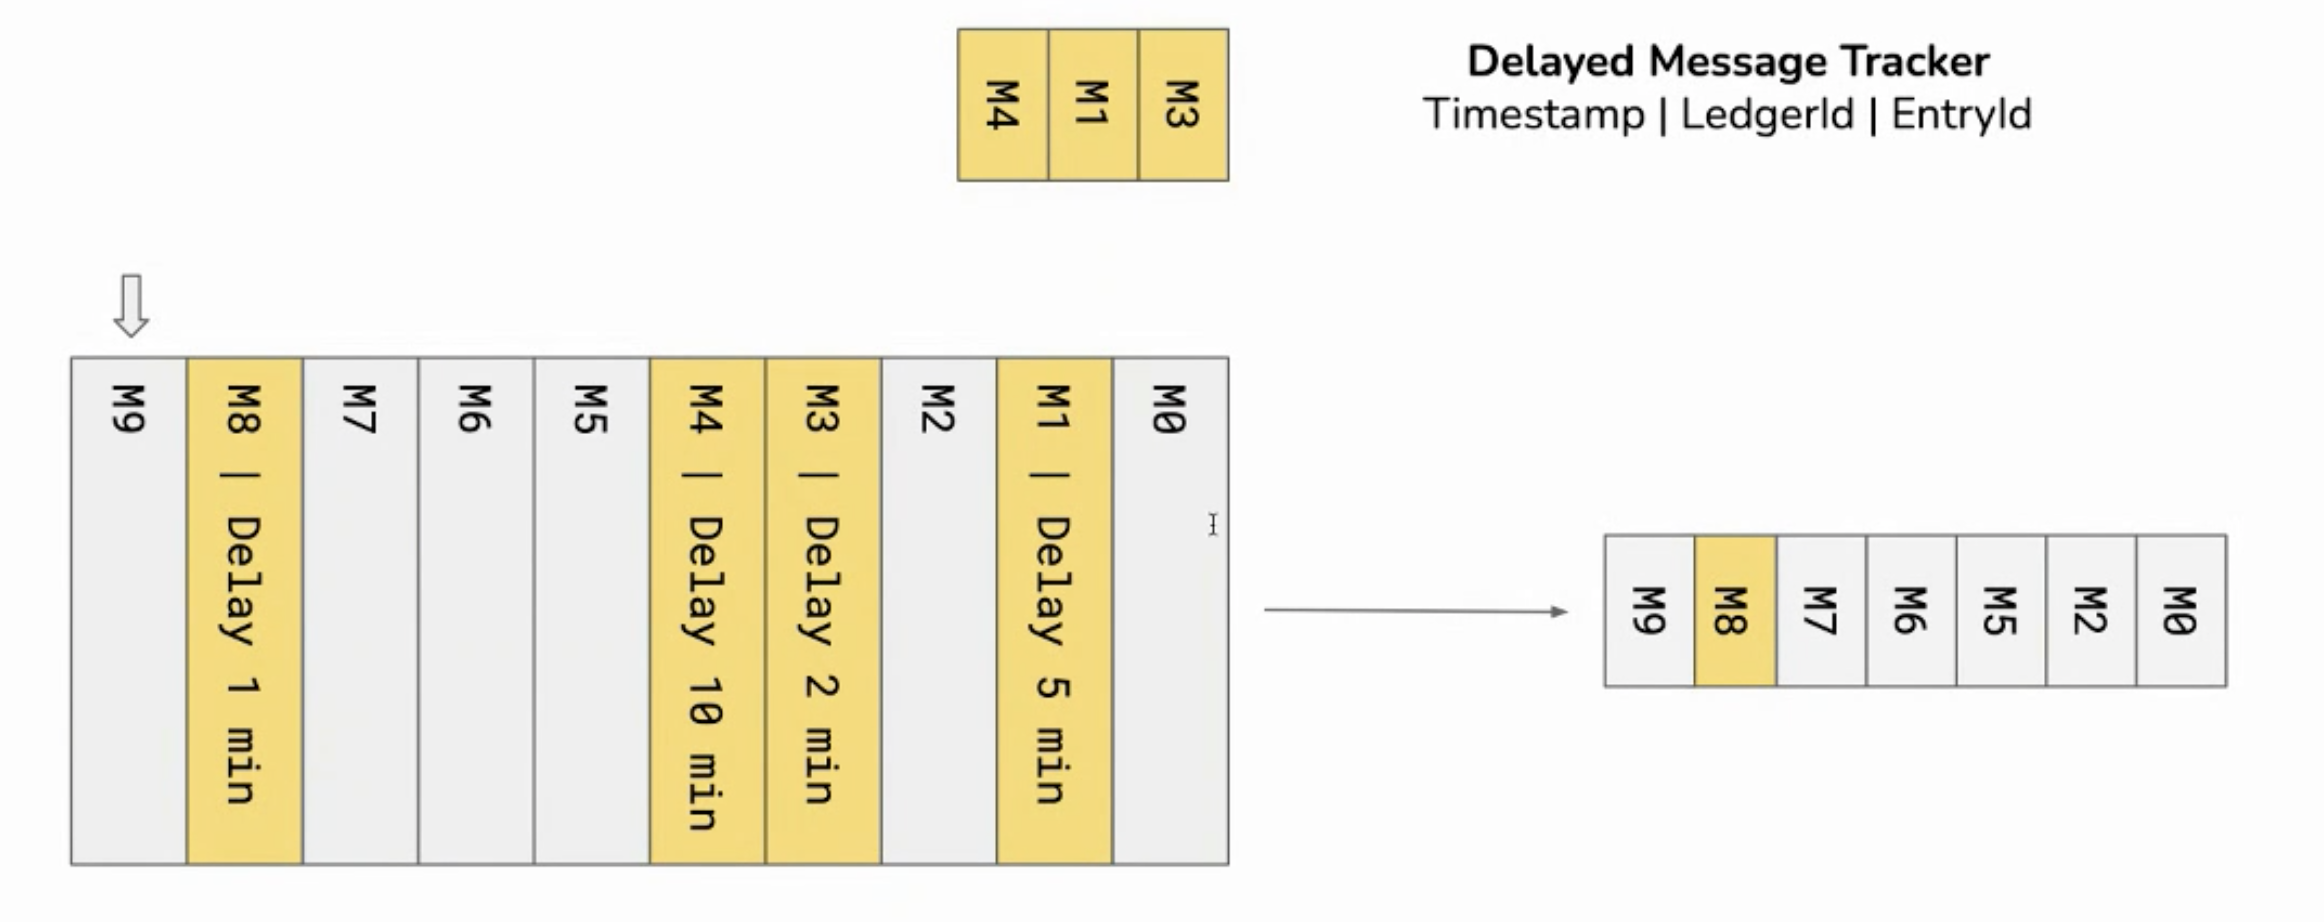 M4
M1
M3
Delayed Message Tracker
Timestamp | LedgerId | EntryId
M9
M8 | Delay 1 min
M7
M6
M5
M4 | Delay 10 min
M3 | Delay 2 min
M2
M1 | Delay 5 min
M0
M9
M8
M7
M6
M5
M2
M0